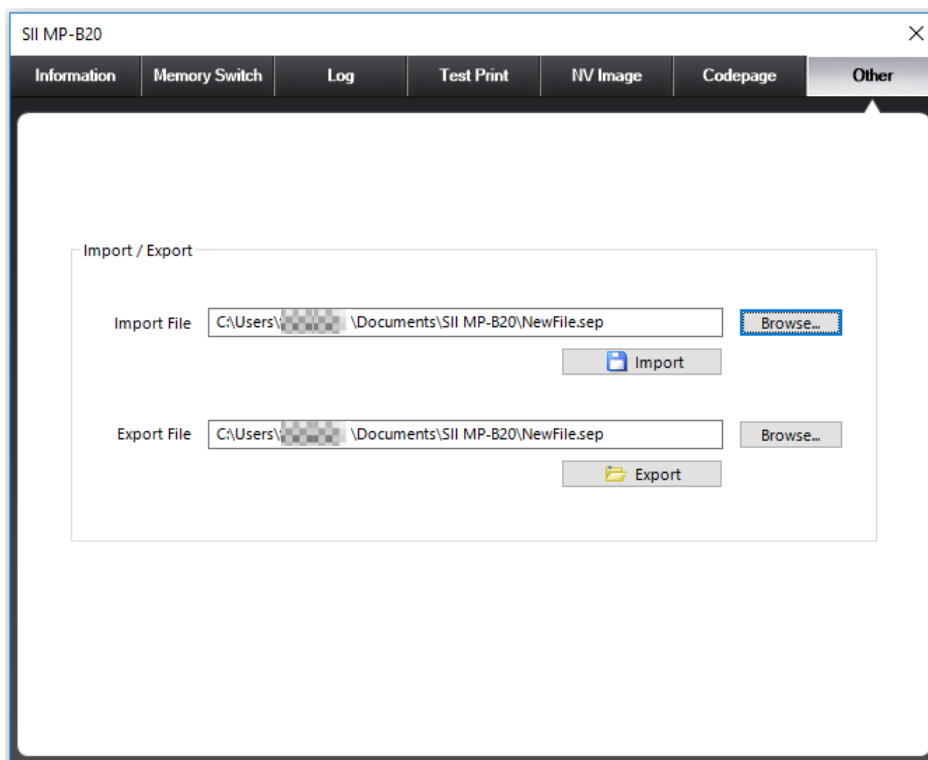 SII MP-B20
Information Memory Switch Log Test Print NV Image Codepage Other
Import / Export
Import File C:\Users\ \Documents\SII MP-B20\NewFile.sep Browse...
Import
Export File C:\Users\ \Documents\SII MP-B20\NewFile.sep Browse...
Export